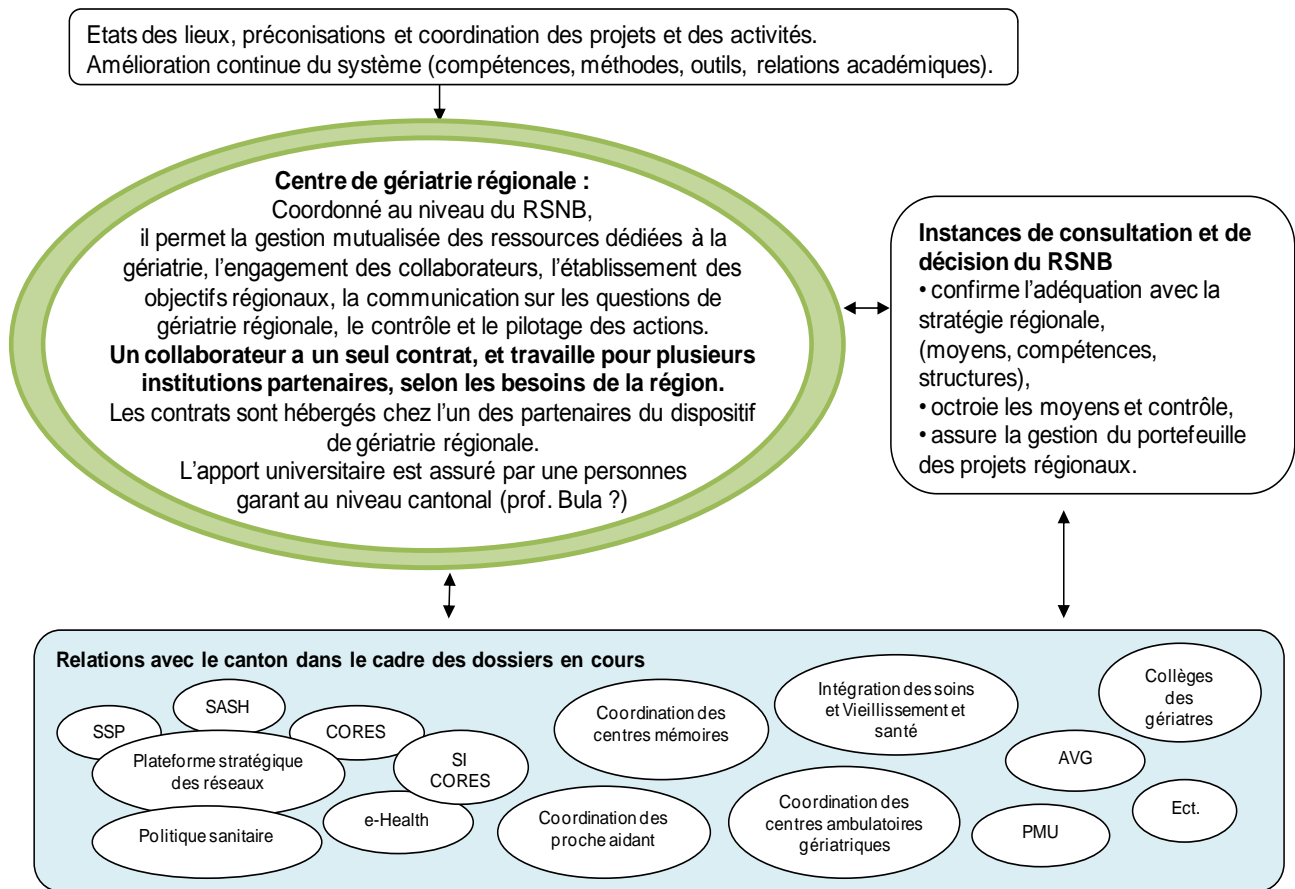 Etats des lieux, préconisations et coordination des projets et des activités.
Amélioration continue du système (compétences, méthodes, outils, relations académiques).
Centre de gériatrie régionale :
Coordonné au niveau du RSNB,
il permet la gestion mutualisée des ressources dédiées à la
gériatrie, l'engagement des collaborateurs, l'établissement des
objectifs régionaux, la communication sur les questions de
gériatrie régionale, le contrôle et le pilotage des actions.
Un collaborateur a un seul contrat, et travaille pour plusieurs
institutions partenaires, selon les besoins de la région.
Les contrats sont hébergés chez l'un des partenaires du dispositif
de gériatrie régionale.
L'apport universitaire est assuré par une personnes
garant au niveau cantonal (prof. Bula ?)
Instances de consultation et de
décision du RSNB
• confirme l'adéquation avec la
stratégie régionale,
(moyens, compétences,
structures),
• octroie les moyens et contrôle,
• assure la gestion du portefeuille
des projets régionaux.
Relations avec le canton dans le cadre des dossiers en cours
SSP
SASH
CORES
Plateforme stratégique
des réseaux
SI
CORES
Politique sanitaire
e-Health
Coordination des
centres mémoires
Coordination des
proche aidant
Intégration des soins
et Vieillissement et
santé
Coordination des
centres ambulatoires
gériatriques
Collèges
des
gériatres
AVG
PMU
Ect.